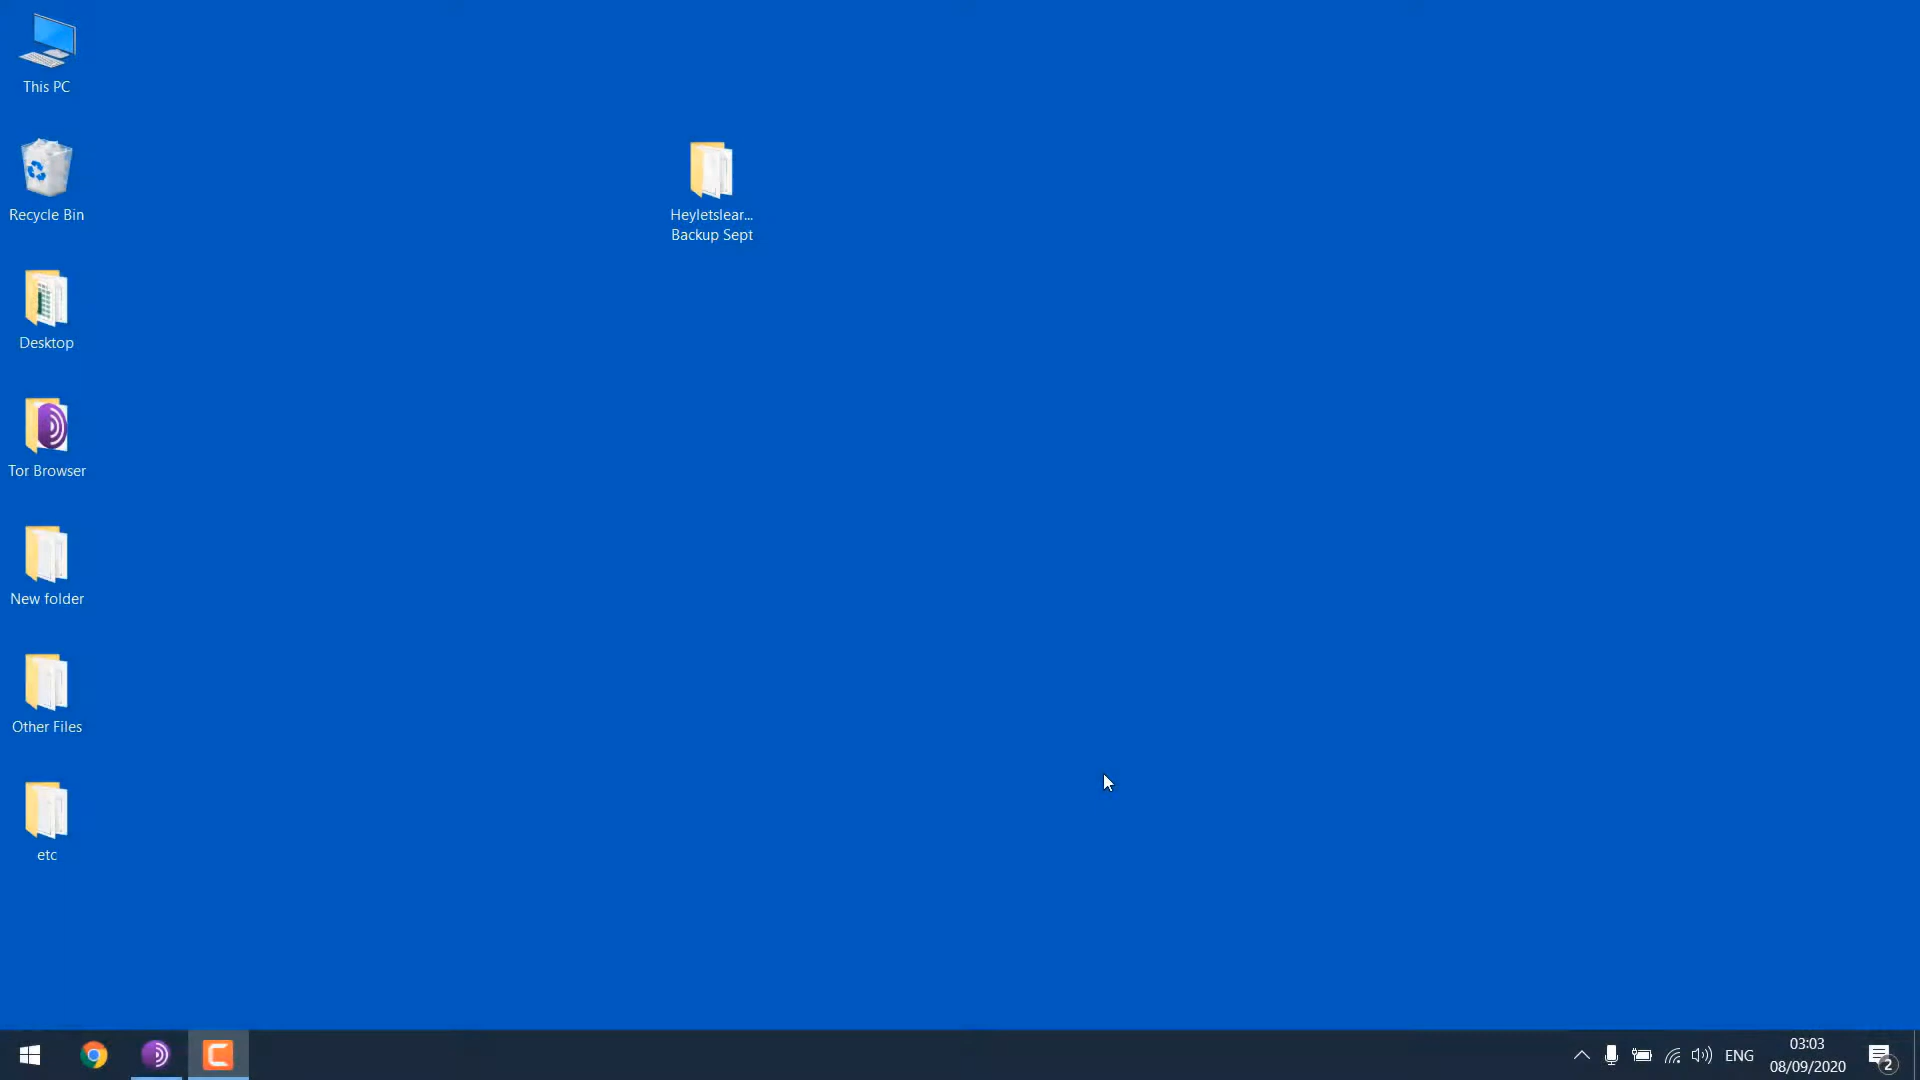 This PC
Recycle Bin
Desktop
Tor Browser
New folder
Other Files
etc
Heyletslear...
Backup Sept
ENG
03:03
08/09/2020
2